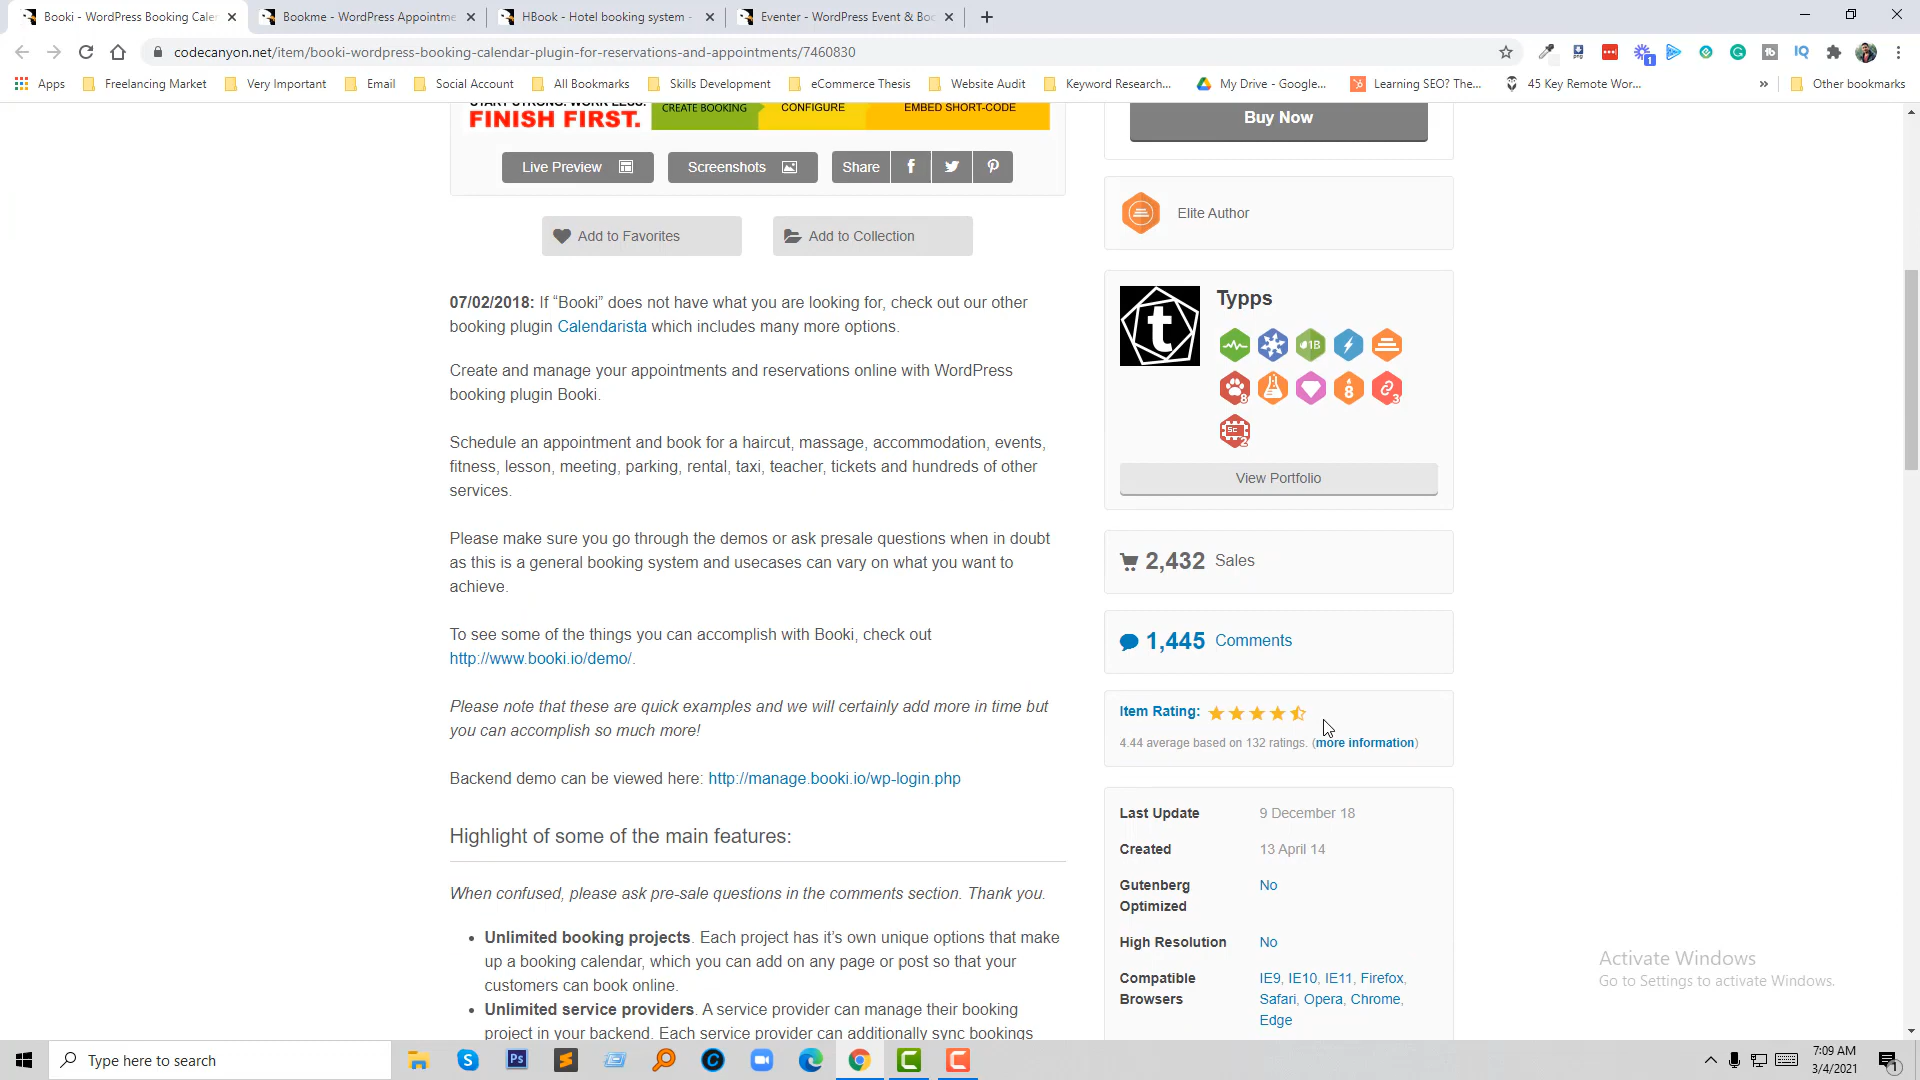 Booki - WordPress Booking Cale
Bookme - WordPress Appointme
HBook - Hotel booking system -
Eventer - WordPress Event & Boo
codecanyon.net/item/booki-wordpress-booking-calendar-plugin-for-reservations-and-appointments/7460830
Apps
Freelancing Market
Very Important
Email
Social Account
All Bookmarks
Skills Development
eCommerce Thesis
Website Audit
Keyword Research...
My Drive - Google...
Learning SEO? The...
45 Key Remote Wor...
Other bookmarks
START STRONG. WORK LESS.
FINISH FIRST.
CREATE BOOKING
CONFIGURE
EMBED SHORT-CODE
Live Preview
Screenshots
Share
Add to Favorites
Add to Collection
07/02/2018: If “Booki” does not have what you are looking for, check out our other
booking plugin Calendarista which includes many more options.
Create and manage your appointments and reservations online with WordPress
booking plugin Booki.
Schedule an appointment and book for a haircut, massage, accommodation, events,
fitness, lesson, meeting, parking, rental, taxi, teacher, tickets and hundreds of other
services.
Please make sure you go through the demos or ask presale questions when in doubt
as this is a general booking system and usecases can vary on what you want to
achieve.
To see some of the things you can accomplish with Booki, check out
http://www.booki.io/demo/.
Please note that these are quick examples and we will certainly add more in time but
you can accomplish so much more!
Backend demo can be viewed here: http://manage.booki.io/wp-login.php
Highlight of some of the main features:
When confused, please ask pre-sale questions in the comments section. Thank you.
• Unlimited booking projects. Each project has it’s own unique options that make
up a booking calendar, which you can add on any page or post so that your
customers can book online.
• Unlimited service providers. A service provider can manage their booking
project in your backend. Each service provider can additionally sync bookings
Buy Now
Elite Author
Typps
View Portfolio
2,432 Sales
1,445 Comments
Item Rating:
4.44 average based on 132 ratings. (more information)
Last Update 9 December 18
Created 13 April 14
Gutenberg No
Optimized
High Resolution No
Compatible IE9, IE10, IE11, Firefox,
Browsers Safari, Opera, Chrome,
Edge
Activate Windows
Go to Settings to activate Windows.
Type here to search
7:09 AM
3/4/2021